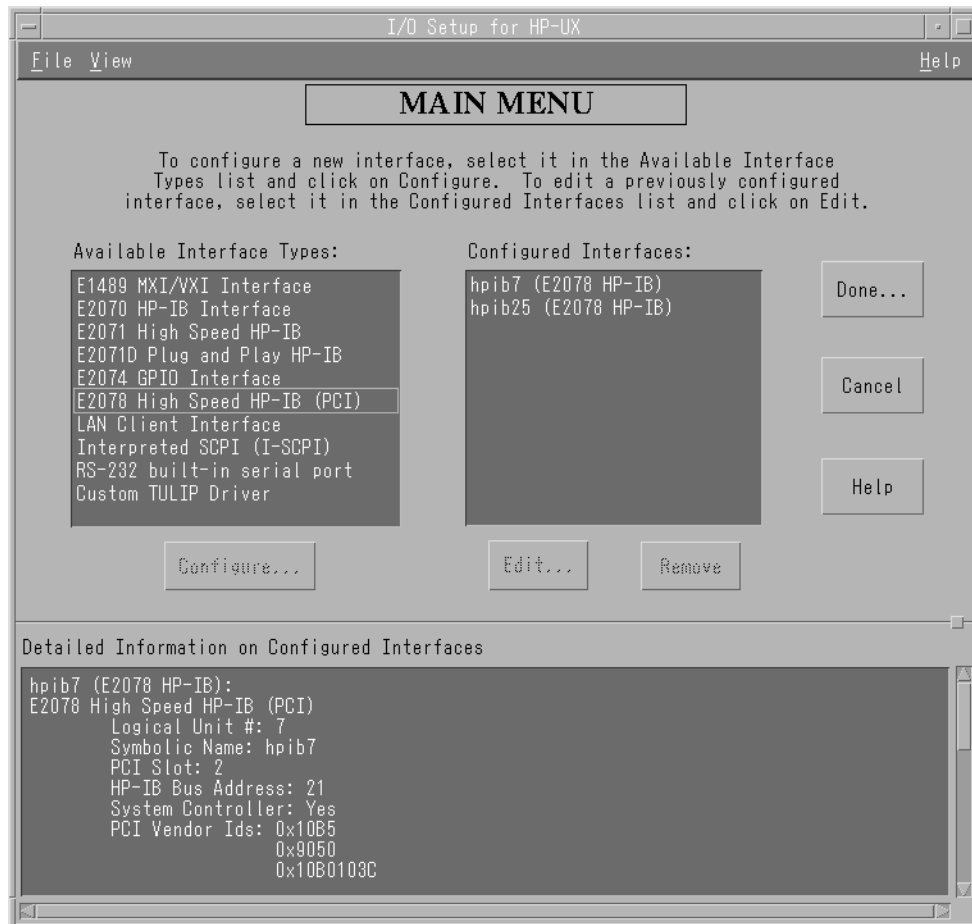 I/O Setup for HP-UX
File View Help
MAIN MENU
To configure a new interface, select it in the Available Interface
Types list and click on Configure. To edit a previously configured
interface, select it in the Configured Interfaces list and click on Edit.
Available Interface Types:
E1489 MXI/VXI Interface
E2070 HP-IB Interface
E2071 High Speed HP-IB
E2071D Plug and Play HP-IB
E2074 GPIO Interface
E2078 High Speed HP-IB (PCI)
LAN Client Interface
Interpreted SCPI (I-SCPI)
RS-232 built-in serial port
Custom TULIP Driver
Configure...
Configured Interfaces:
hpib7 (E2078 HP-IB)
hpib25 (E2078 HP-IB)
Edit...
Remove
Done...
Cancel
Help
Detailed Information on Configured Interfaces
hpib7 (E2078 HP-IB):
E2078 High Speed HP-IB (PCI)
Logical Unit #: 7
Symbolic Name: hpib7
PCI Slot: 2
HP-IB Bus Address: 21
System Controller: Yes
PCI Vendor Ids: 0x10B5
0x9050
0x10B0103C